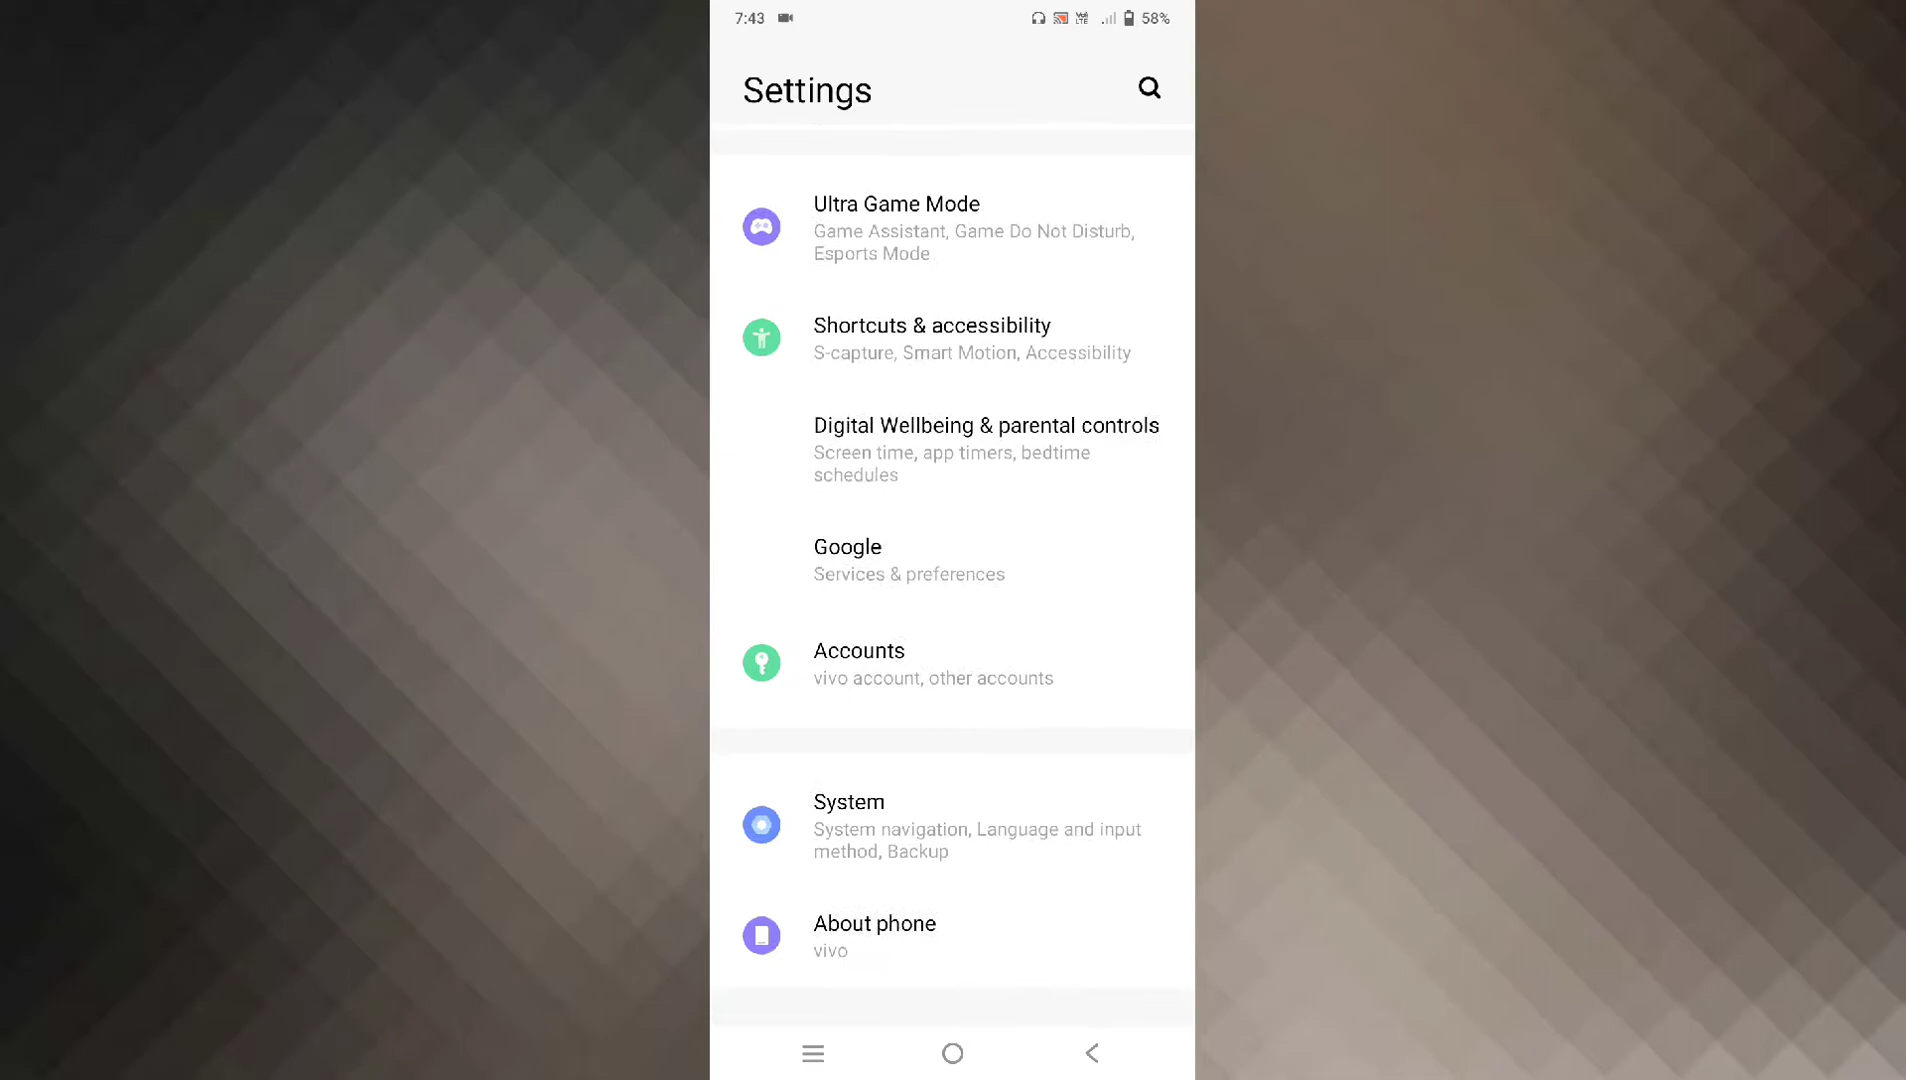 7:43
Vo) LTE 58%
Settings
Ultra Game Mode
Game Assistant, Game Do Not Disturb,
Esports Mode
Shortcuts & accessibility
S-capture, Smart Motion, Accessibility
Digital Wellbeing & parental controls
Screen time, app timers, bedtime
schedules
Google
Services & preferences
Accounts
vivo account, other accounts
System
System navigation, Language and input
method, Backup
About phone
vivo